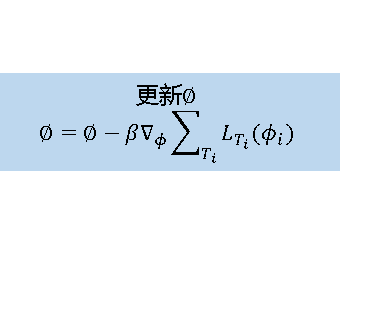 更新∅
∅ = ∅ − β∇_ϕ ∑_{T_i} L_{T_i}(ϕ_i)